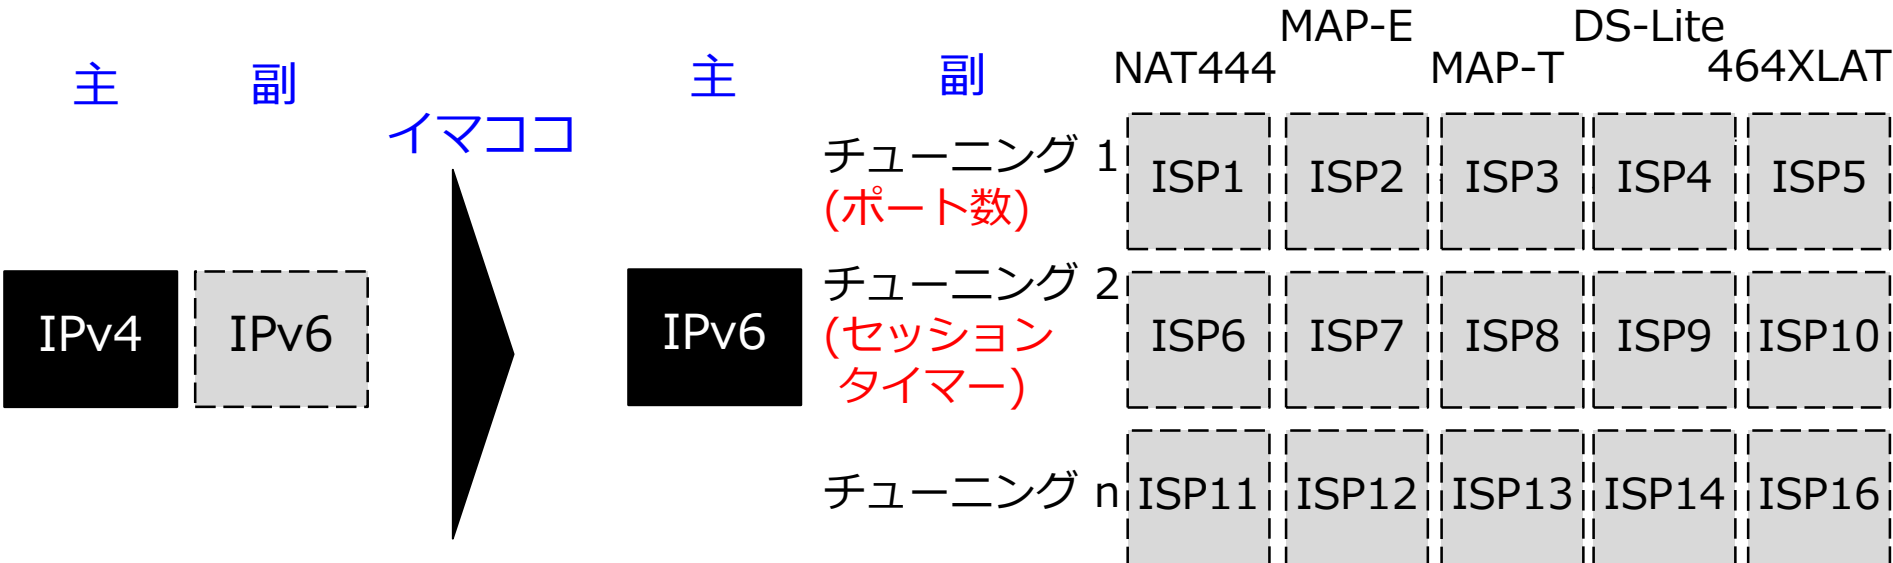 主 副
イマココ
IPv4 IPv6
主 副
IPv6
NAT444 MAP-E MAP-T DS-Lite 464XLAT
チューニング 1
(ポート数)
ISP1 ISP2 ISP3 ISP4 ISP5
チューニング 2
(セッション
タイマー)
ISP6 ISP7 ISP8 ISP9 ISP10
チューニング n
ISP11 ISP12 ISP13 ISP14 ISP16